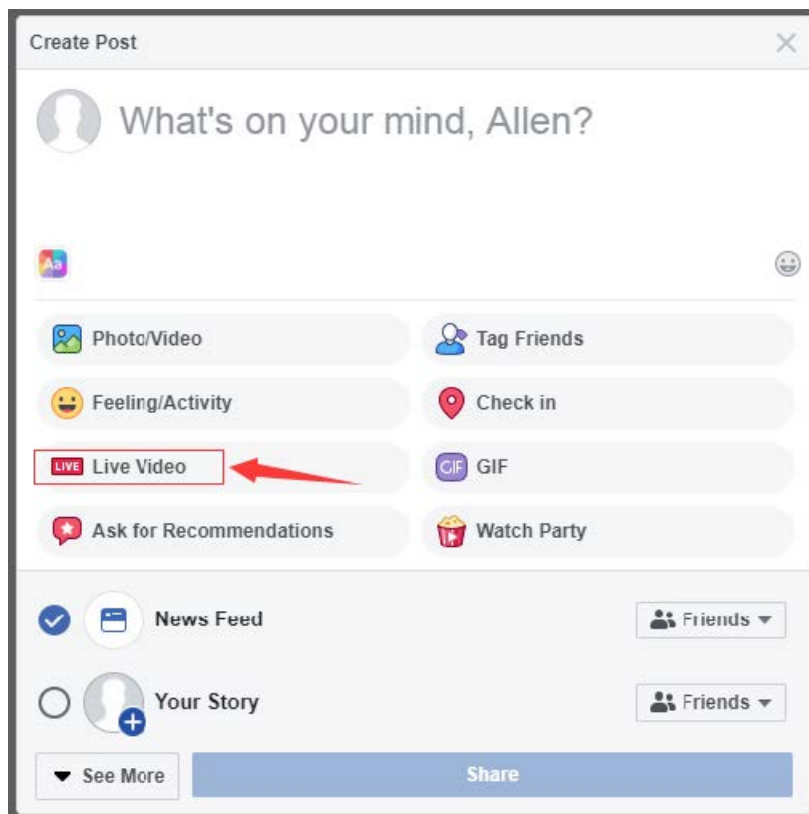 Create Post
What's on your mind, Allen?
Aa
Photo/Video
Tag Friends
Feeling/Activity
Check in
LIVE Live Video
GIF GIF
Ask for Recommendations
Watch Party
News Feed
Friends
Your Story
Friends
See More
Share